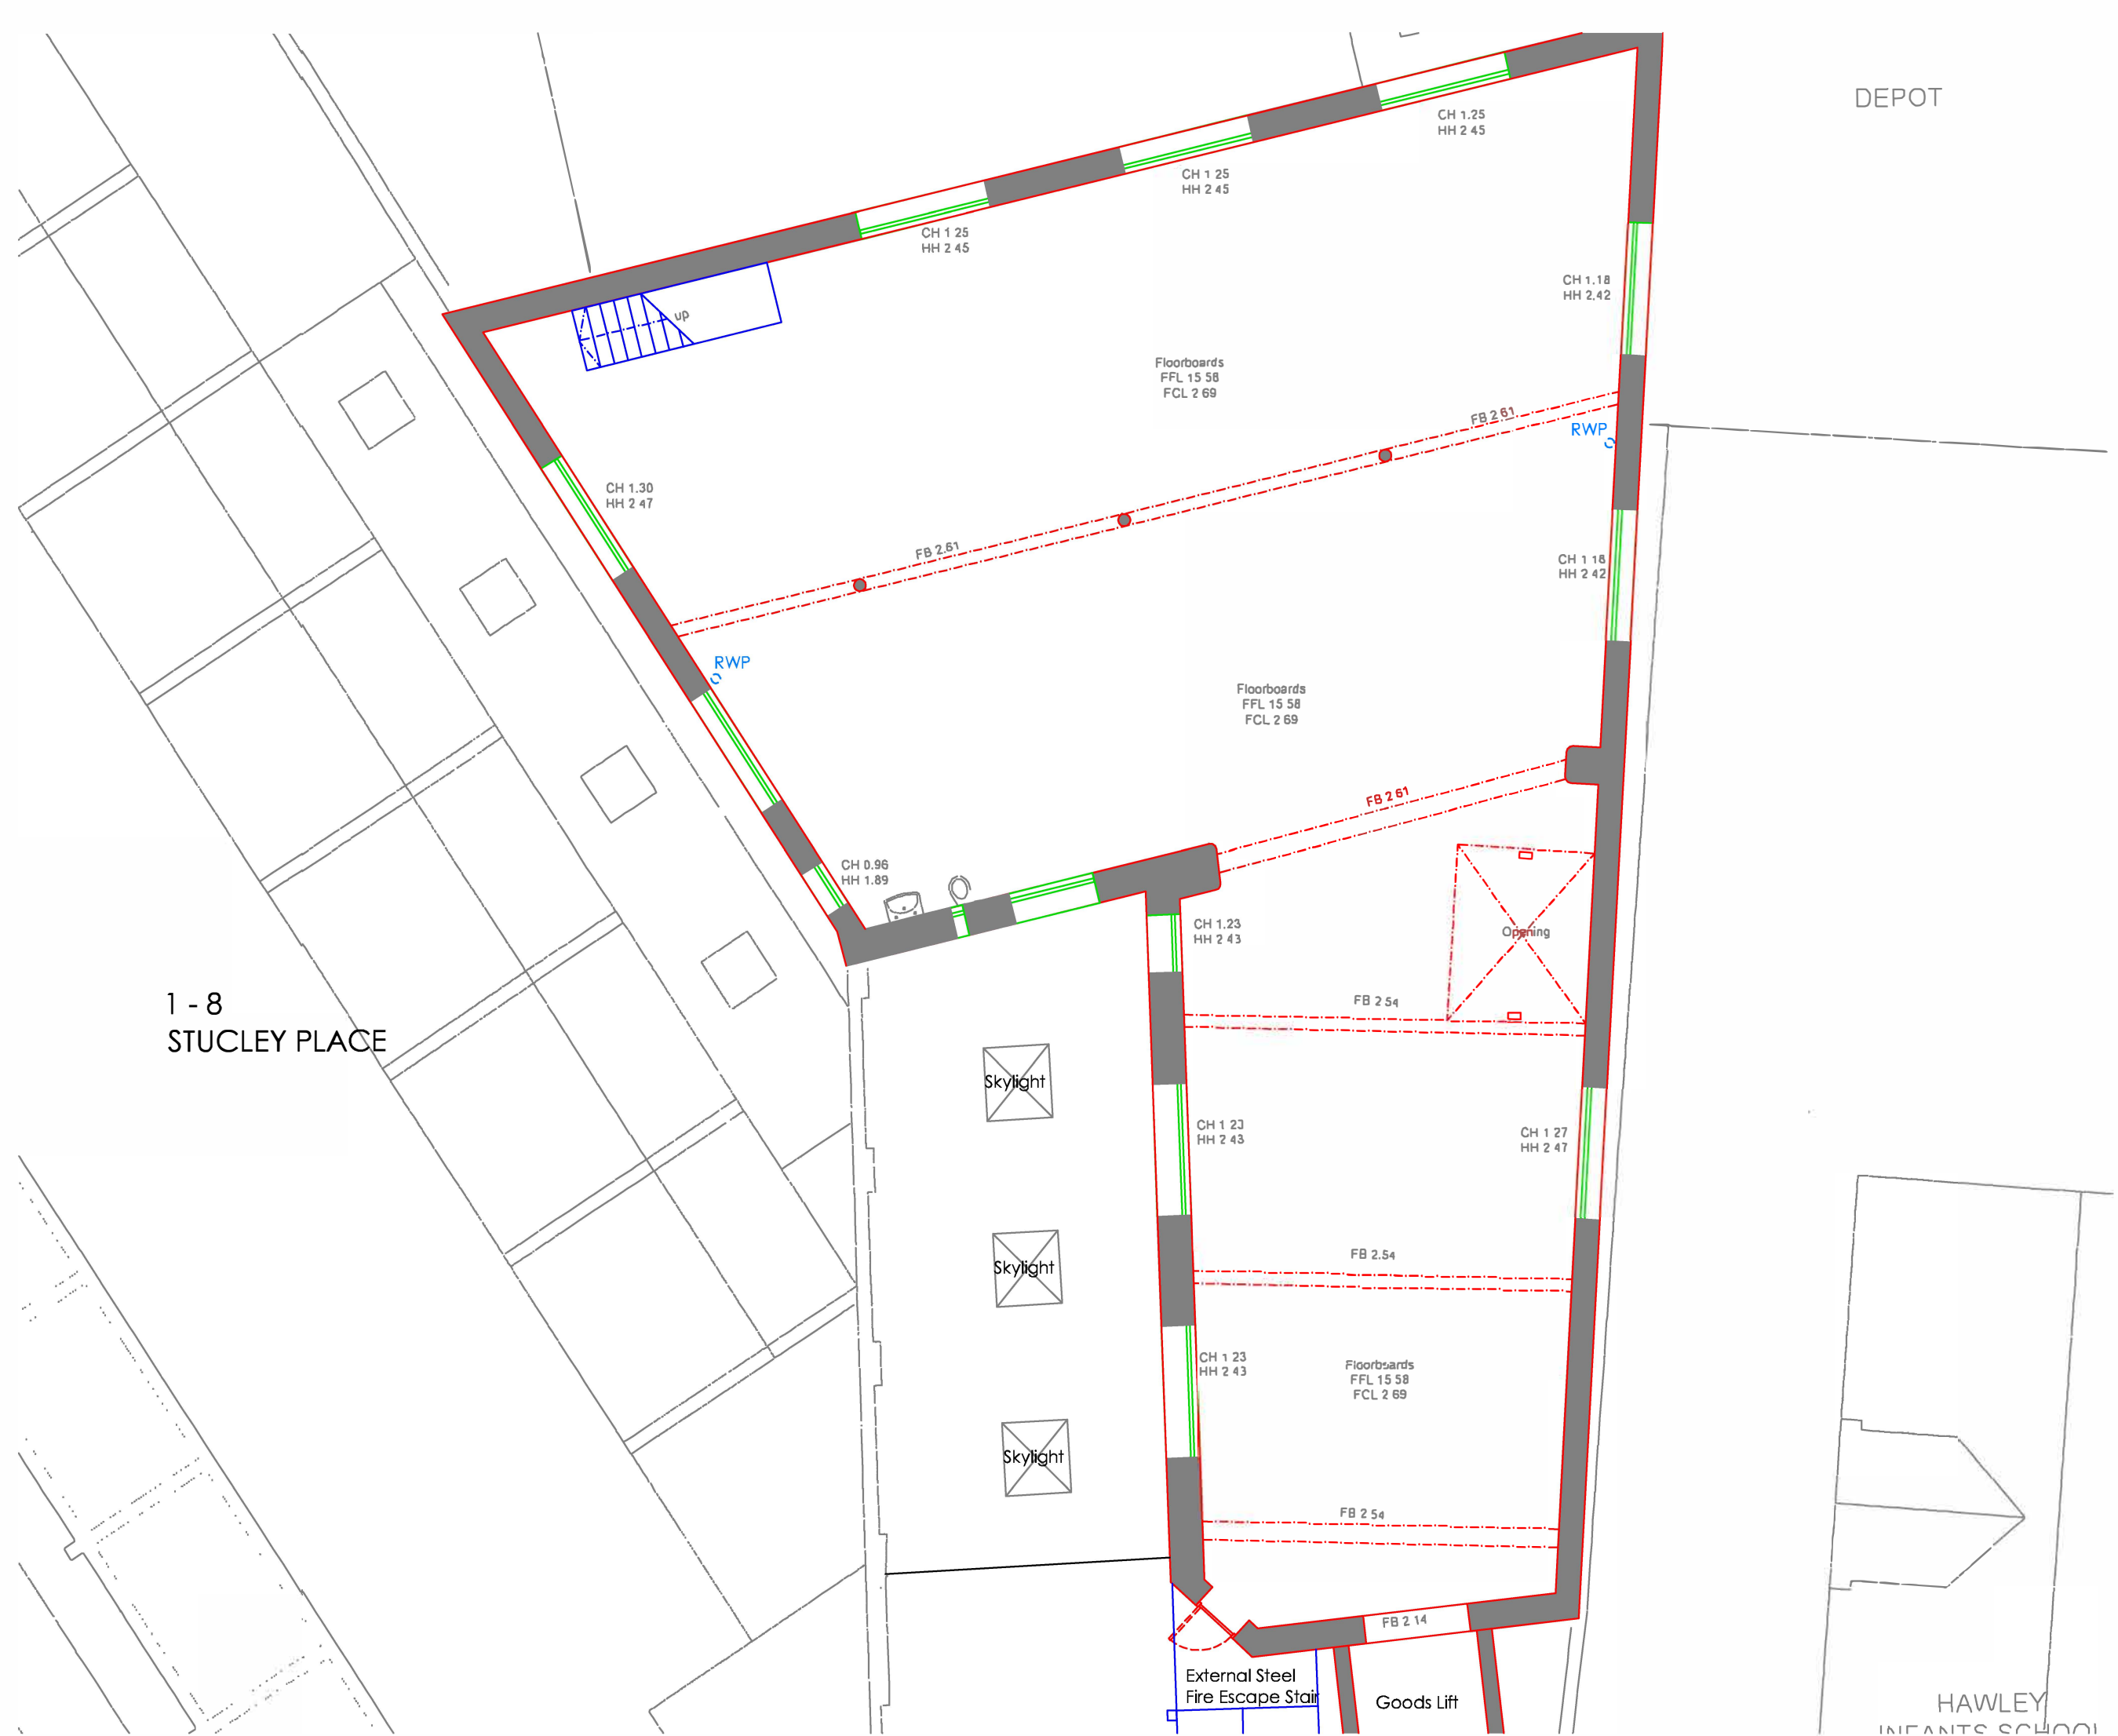 DEPOT
CH 1.25
HH 2 45
CH 1 25
HH 2 45
CH 1 25
HH 2 45
CH 1.18
HH 2.42
up
Floorboards
FFL 15 58
FCL 2 69
FB 2 61
RWP
CH 1.30
HH 2 47
FB 2.61
CH 1 18
HH 2 42
RWP
Floorboards
FFL 15 58
FCL 2 69
FB 2 61
CH 0.96
HH 1.89
CH 1.23
HH 2 43
Opening
1 - 8
STUCLEY PLACE
FB 2 54
Skylight
CH 1 23
HH 2 43
CH 1 27
HH 2 47
FB 2.54
Skylight
CH 1 23
HH 2 43
Floorboards
FFL 15 58
FCL 2 69
Skylight
FB 2 54
FB 2 14
External Steel
Fire Escape Stair
Goods Lift
HAWLEY
INFANTS SCHOOL